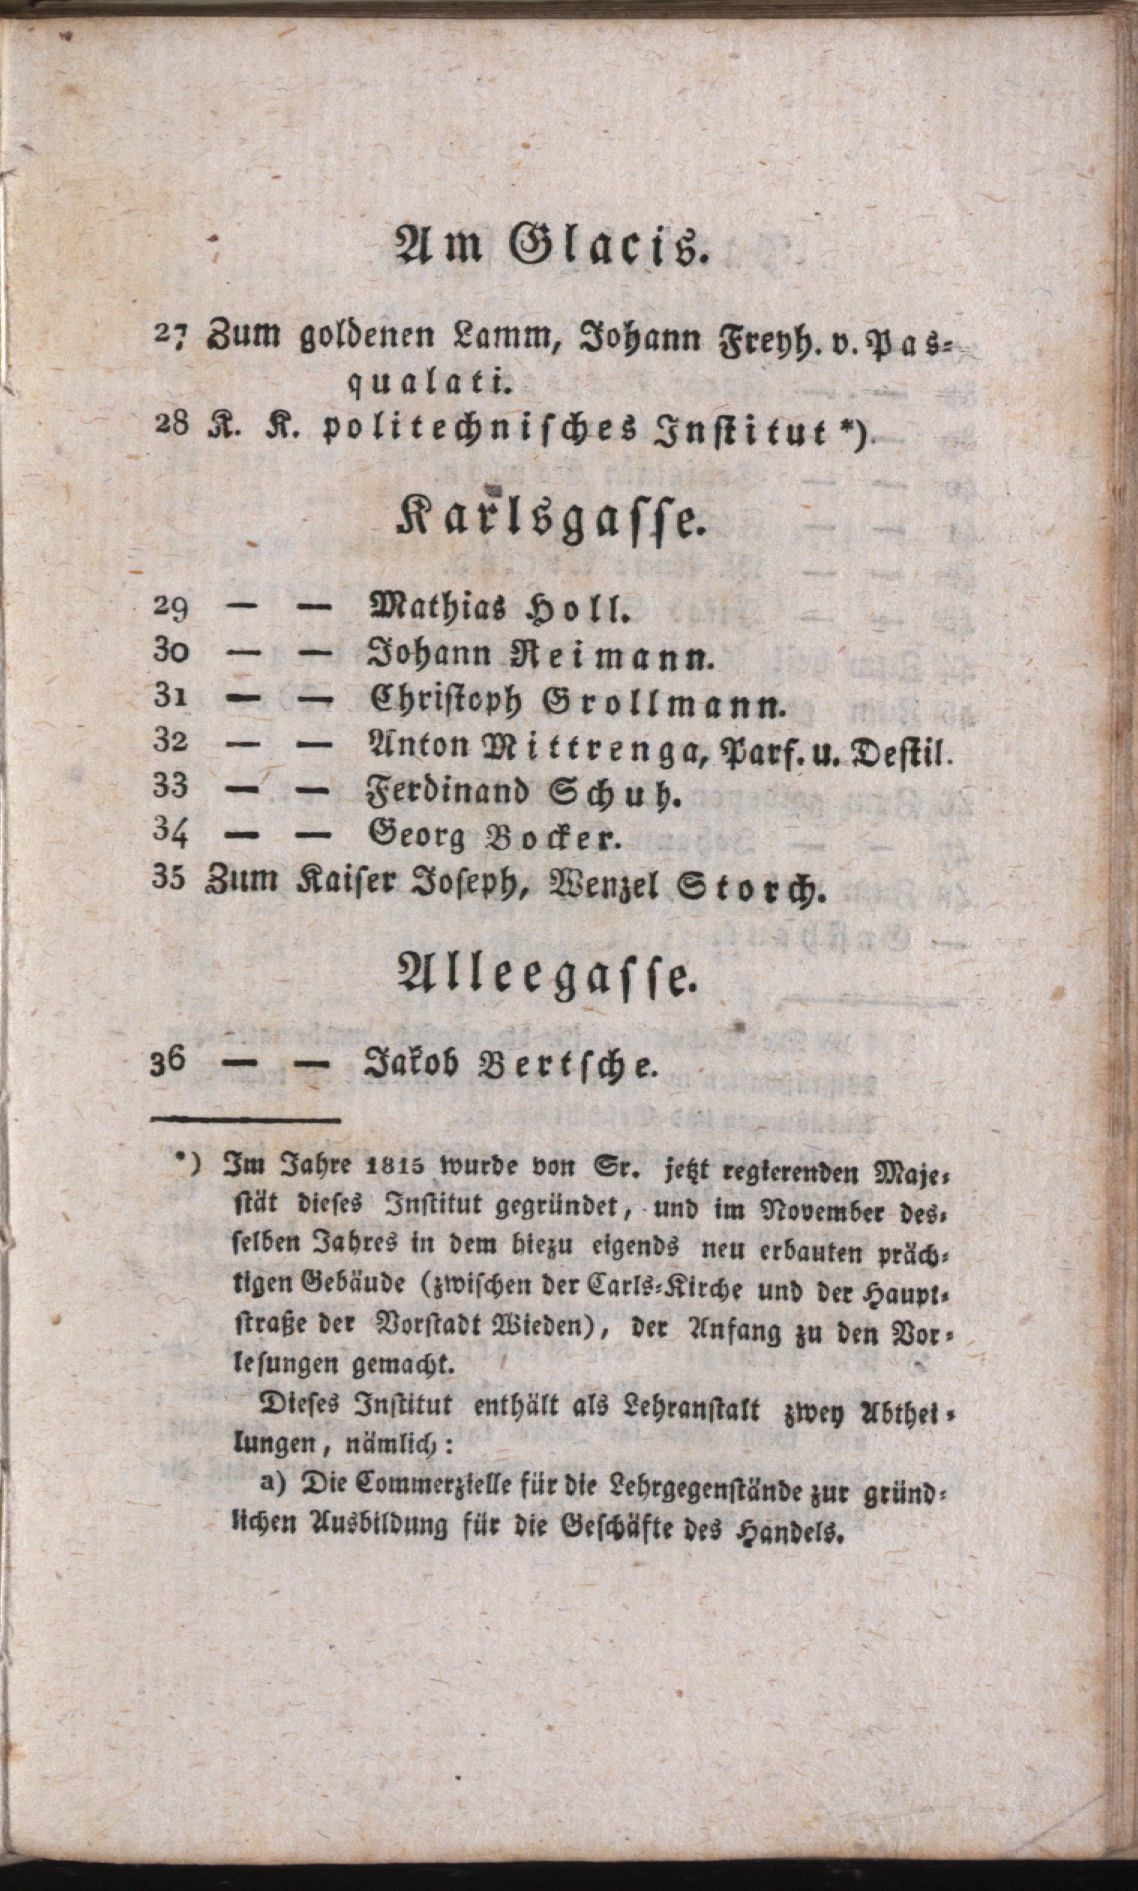 Am Glacis.
27 Zum goldenen Lamm, Johann Freyh. v. Pas-
qualati.
28 K. K. politechnisches Institut *).
Karlsgasse.
29 — — Mathias Holl.
30 — — Johann Reimann.
31 — — Christoph Grollmann.
32 — — Anton Mittrenga, Parf. u. Destil.
33 — — Ferdinand Schuh.
34 — — Georg Bocker.
35 Zum Kaiser Joseph, Wenzel Storch.
Alleegasse.
36 — — Jakob Bertsche.
*) Im Jahre 1815 wurde von Sr. jetzt regierenden Maje-
stät dieses Institut gegründet, und im November des-
selben Jahres in dem hiezu eigends neu erbauten präch-
tigen Gebäude (zwischen der Carls-Kirche und der Haupt-
straße der Vorstadt Wieden), der Anfang zu den Vor-
lesungen gemacht.
Dieses Institut enthält als Lehranstalt zwey Abthei-
lungen, nämlich:
a) Die Commerzielle für die Lehrgegenstände zur gründ-
lichen Ausbildung für die Geschäfte des Handels.